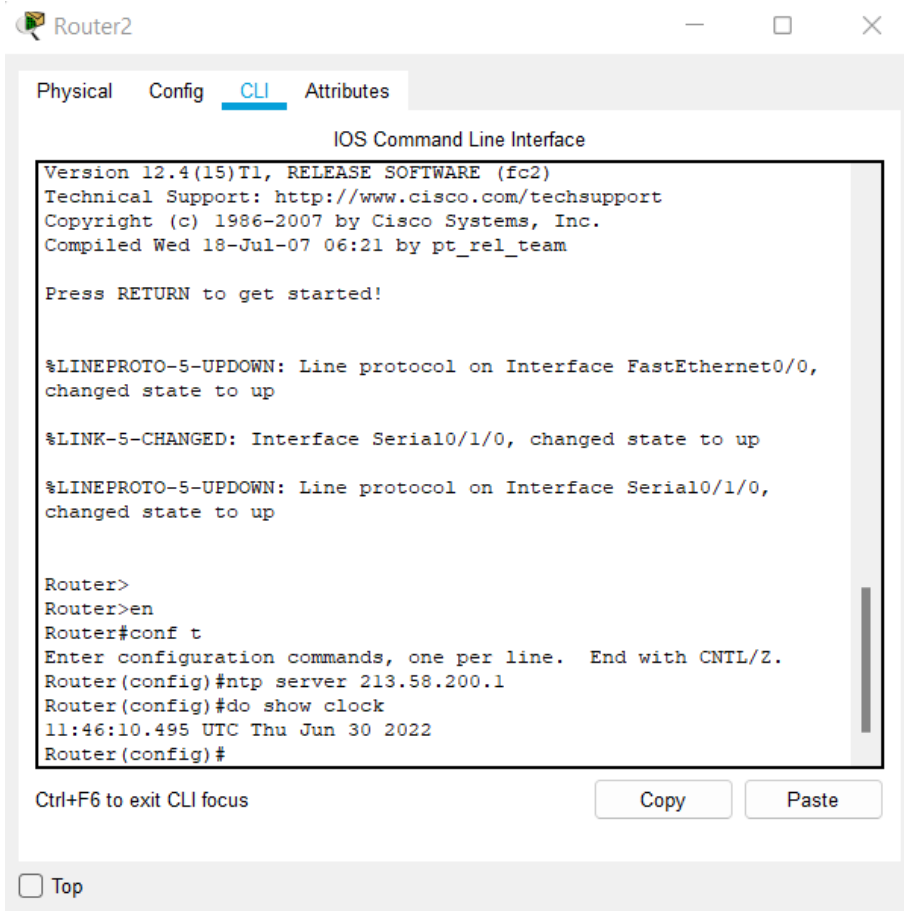 Router2
Physical Config CLI Attributes
IOS Command Line Interface
Version 12.4(15)T1, RELEASE SOFTWARE (fc2)
Technical Support: http://www.cisco.com/techsupport
Copyright (c) 1986-2007 by Cisco Systems, Inc.
Compiled Wed 18-Jul-07 06:21 by pt_rel_team
Press RETURN to get started!
%LINEPROTO-5-UPDOWN: Line protocol on Interface FastEthernet0/0,
changed state to up
%LINK-5-CHANGED: Interface Serial0/1/0, changed state to up
%LINEPROTO-5-UPDOWN: Line protocol on Interface Serial0/1/0,
changed state to up
Router>
Router>en
Router#conf t
Enter configuration commands, one per line.  End with CNTL/Z.
Router(config)#ntp server 213.58.200.1
Router(config)#do show clock
11:46:10.495 UTC Thu Jun 30 2022
Router(config)#
Ctrl+F6 to exit CLI focus Copy Paste
Top